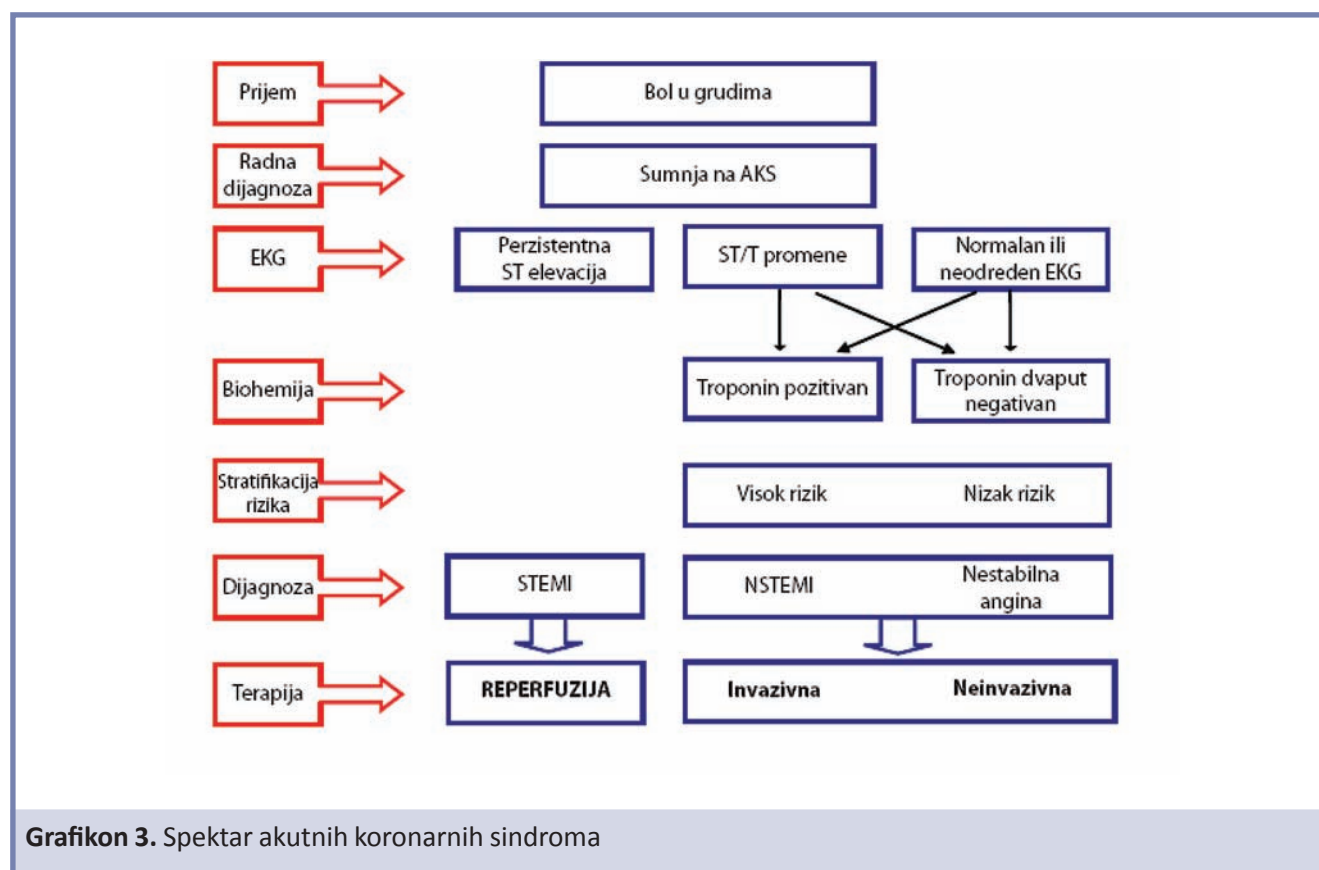 Prijem
Bol u grudima
Radna
dijagnoza
Sumnja na AKS
EKG
Perzistentna
ST elevacija
ST/T promene
Normalan ili
neodreden EKG
Biohemija
Troponin pozitivan
Troponin dvaput
negativan
Stratifikacija
rizika
Visok rizik
Nizak rizik
Dijagnoza
STEMI
NSTEMI
Nestabilna
angina
Terapija
REPERFUZIJA
Invazivna
Neinvazivna
Grafikon 3. Spektar akutnih koronarnih sindroma